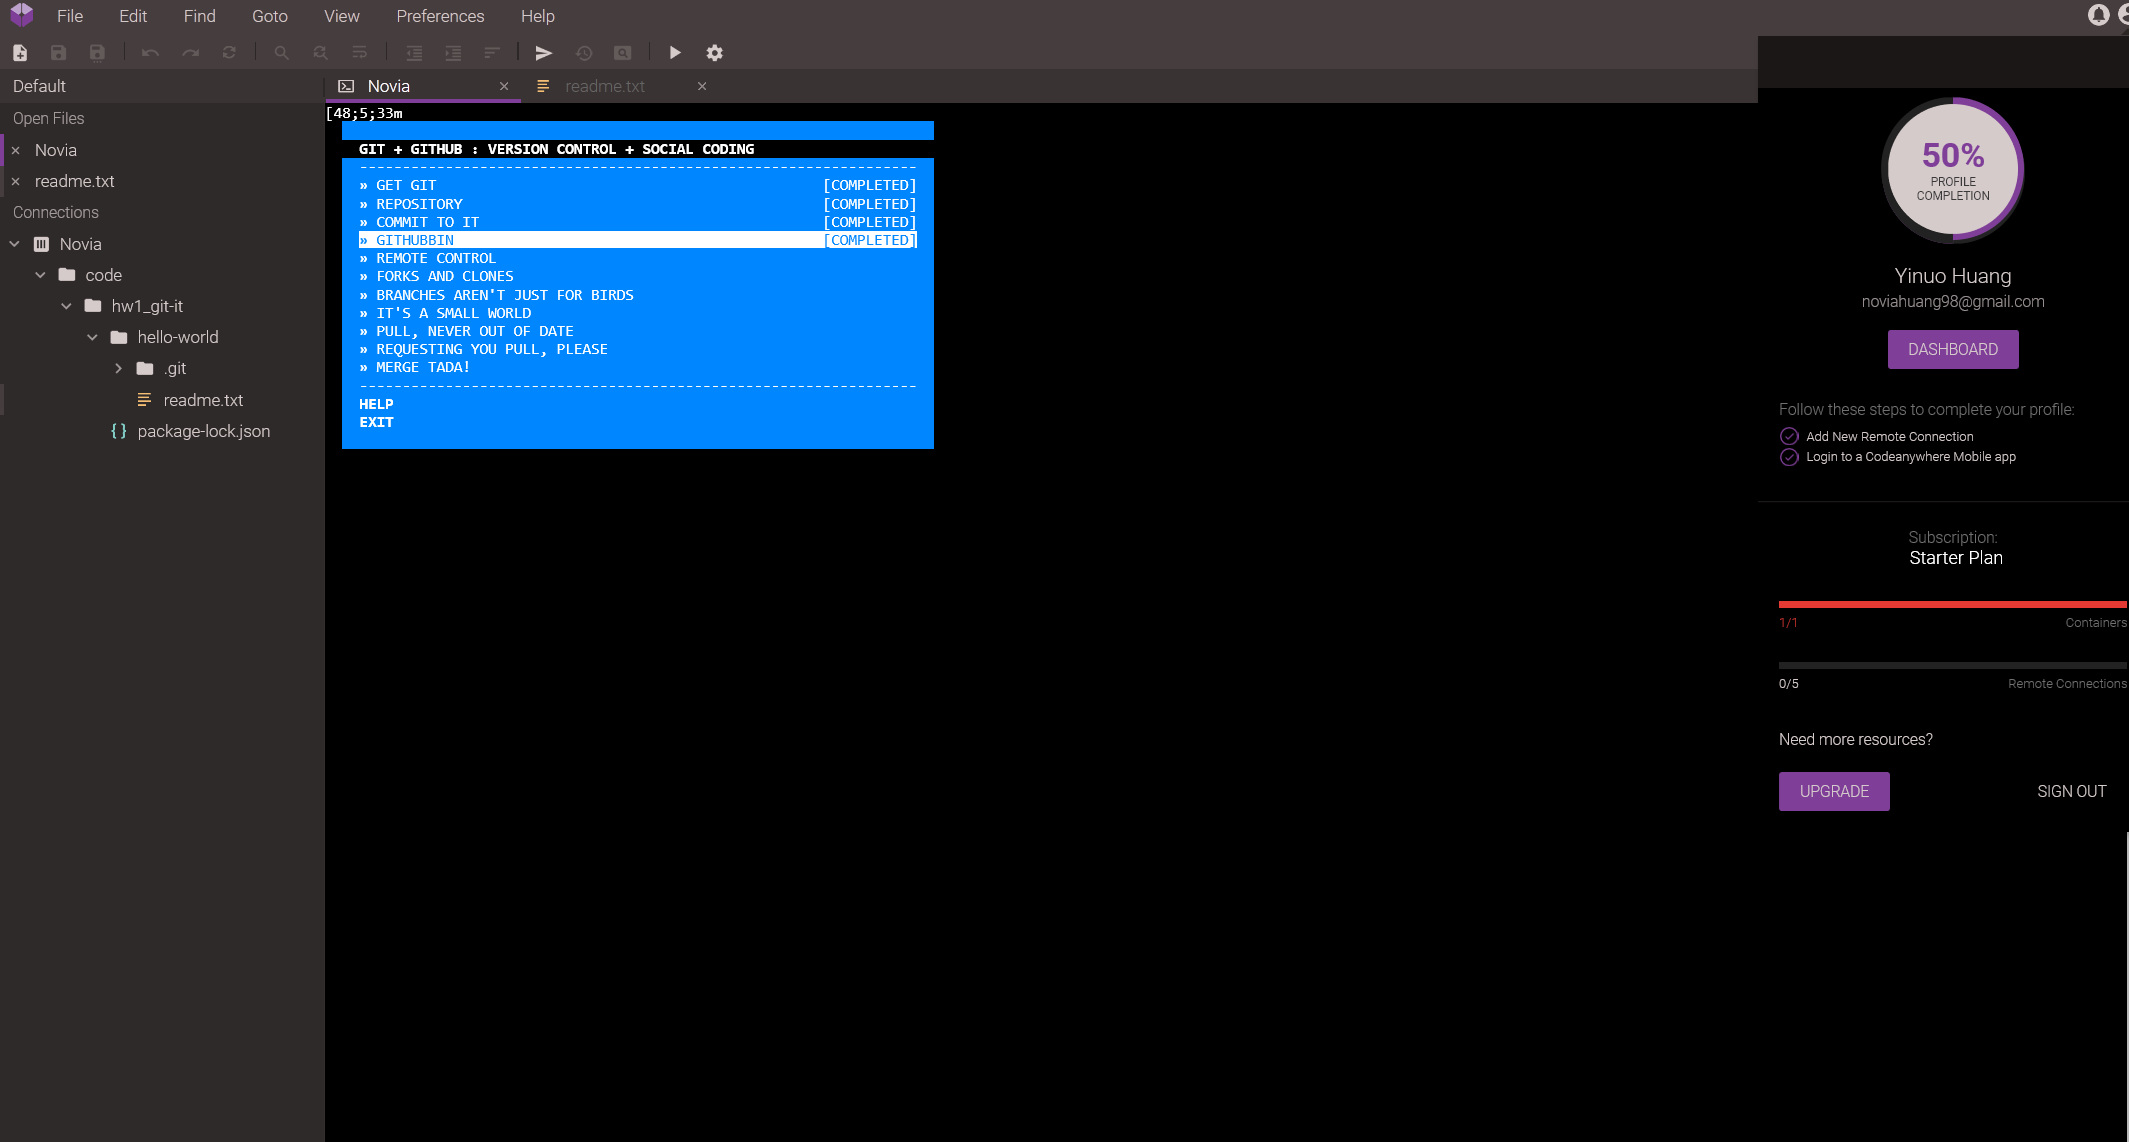 File Edit Find Goto View Preferences Help
Default
Open Files
Novia
readme.txt
Connections
Novia
code
hw1_git-it
hello-world
.git
readme.txt
package-lock.json
Novia readme.txt
[48;5;33m
GIT + GITHUB : VERSION CONTROL + SOCIAL CODING
-----------------------------------------------------------------
» GET GIT [COMPLETED]
» REPOSITORY [COMPLETED]
» COMMIT TO IT [COMPLETED]
» GITHUBBIN [COMPLETED]
» REMOTE CONTROL
» FORKS AND CLONES
» BRANCHES AREN'T JUST FOR BIRDS
» IT'S A SMALL WORLD
» PULL, NEVER OUT OF DATE
» REQUESTING YOU PULL, PLEASE
» MERGE TADA!
-----------------------------------------------------------------
HELP
EXIT
50%
PROFILE
COMPLETION
Yinuo Huang
noviahuang98@gmail.com
DASHBOARD
Follow these steps to complete your profile:
Add New Remote Connection
Login to a Codeanywhere Mobile app
Subscription:
Starter Plan
1/1 Containers
0/5 Remote Connections
Need more resources?
UPGRADE SIGN OUT